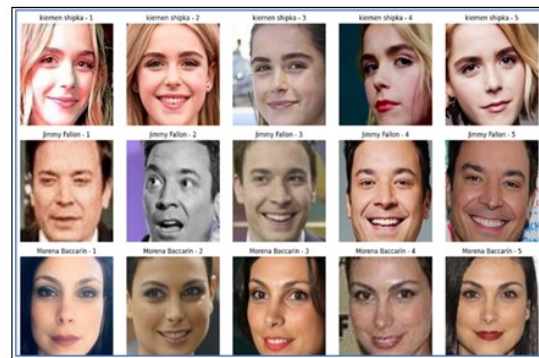 kiernen shipka - 1 kiernen shipka - 2 kiernen shipka - 3 kiernen shipka - 4 kiernen shipka - 5
Jimmy Fallon - 1 Jimmy Fallon - 2 Jimmy Fallon - 3 Jimmy Fallon - 4 Jimmy Fallon - 5
Morena Baccarin - 1 Morena Baccarin - 2 Morena Baccarin - 3 Morena Baccarin - 4 Morena Baccarin - 5